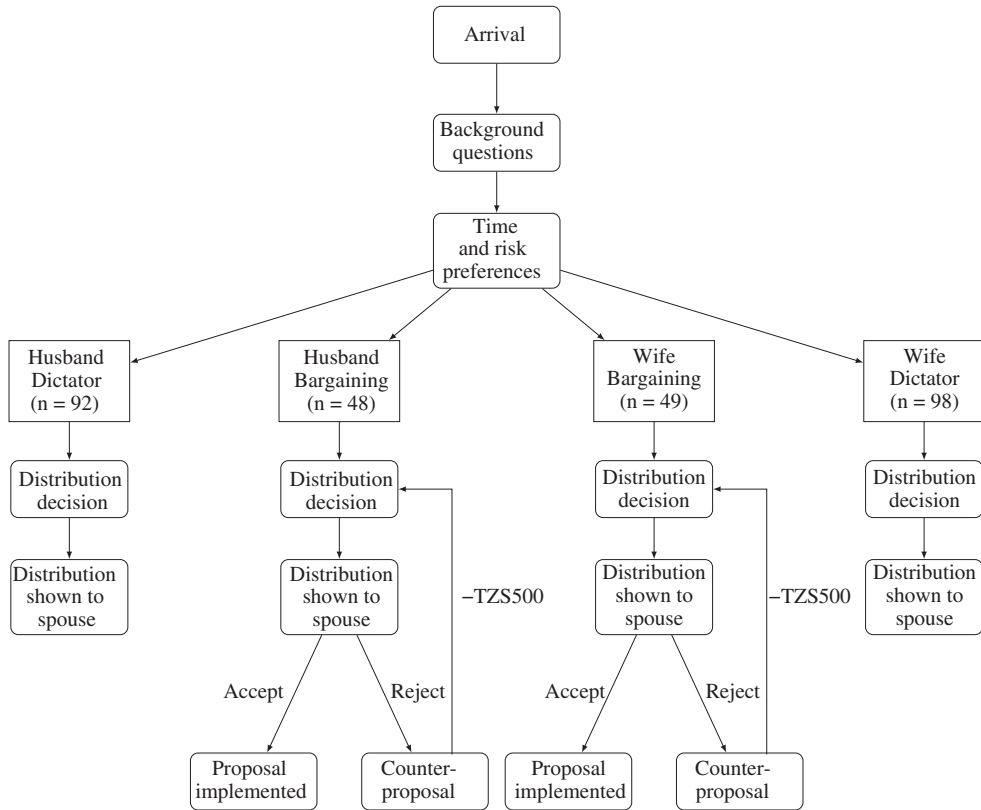 Arrival
Background
questions
Time
and risk
preferences
Husband
Dictator
(n = 92)
Husband
Bargaining
(n = 48)
Wife
Bargaining
(n = 49)
Wife
Dictator
(n = 98)
Distribution
decision
Distribution
decision
Distribution
decision
Distribution
decision
Distribution
shown to
spouse
Distribution
shown to
spouse
–TZS500
Distribution
shown to
spouse
–TZS500
Distribution
shown to
spouse
Accept
Reject
Accept
Reject
Proposal
implemented
Counter-
proposal
Proposal
implemented
Counter-
proposal